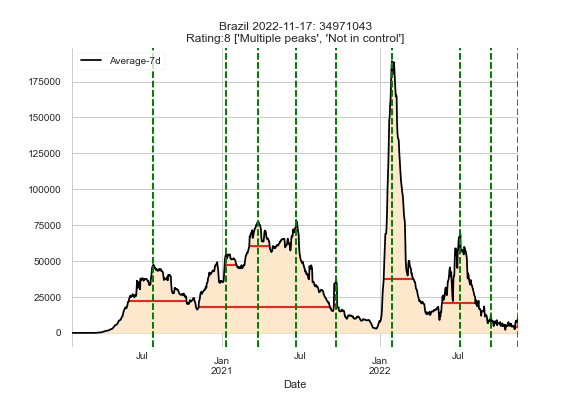 Brazil 2022-11-17: 34971043
Rating:8 ['Multiple peaks', 'Not in control']
Average-7d
175000
150000
125000
100000
75000
50000
25000
0
Jul
Jan
2021
Jul
Jan
2022
Jul
Date